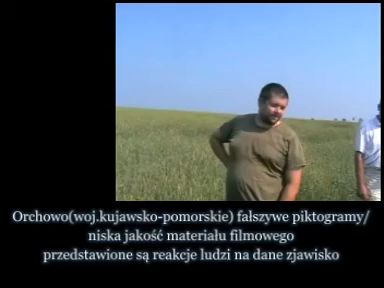 Orchowo(woj.kujawsko-pomorskie) fałszywe piktogramy/
niska jakość materiału filmowego
przedstawione są reakcje ludzi na dane zjawisko